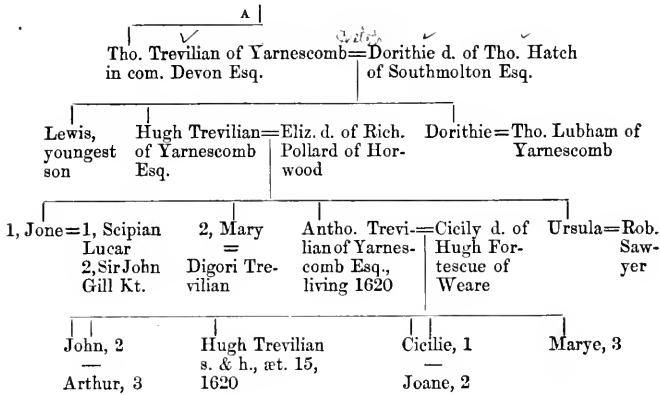 A
Tho. Trevilian of Yarnescomb=Dorithie d. of Tho. Hatch
in com. Devon Esq. of Southmolton Esq.
Lewis, Hugh Trevilian=Eliz. d. of Rich. Dorithie=Tho. Lubham of
youngest of Yarnescomb Pollard of Hor- Yarnescomb
son Esq. wood
1, Jone=1, Scipian 2, Mary Antho. Trevi-=Cicily d. of Ursula=Rob.
Lucar = lian of Yarnes- Hugh For- Saw-
2, Sir John Digori Tre- comb Esq., tescue of yer
Gill Kt. vilian living 1620 Weare
John, 2 Hugh Trevilian Cicilie, 1 Marye, 3
— s. & h., æt. 15, —
Arthur, 3 1620 Joane, 2